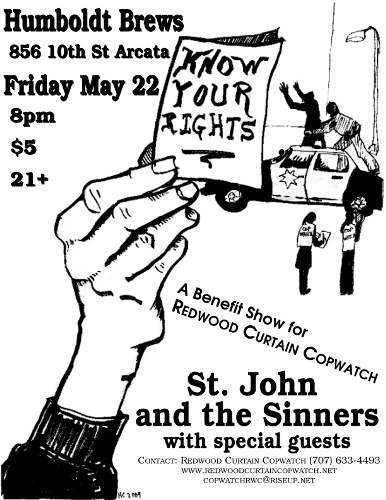 Humboldt Brews
856 10th St Arcata
Friday May 22
8pm
$5
21+
KNOW
YOUR
RIGHTS
COP
WATCH
A Benefit Show for
REDWOOD CURTAIN COPWATCH
St. John
and the Sinners
with special guests
CONTACT: REDWOOD CURTAIN COPWATCH (707) 633-4493
WWW.REDWOODCURTAINCOPWATCH.NET
COPWATCHRWC@RISEUP.NET